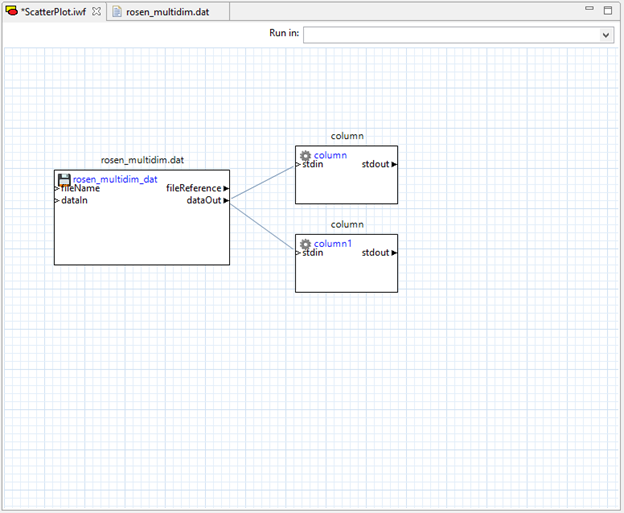 *ScatterPlot.iwf rosen_multidim.dat
Run in:
column
rosen_multidim.dat
column
stdin stdout
rosen_multidim_dat
fileName fileReference
dataIn dataOut
column
column1
stdin stdout